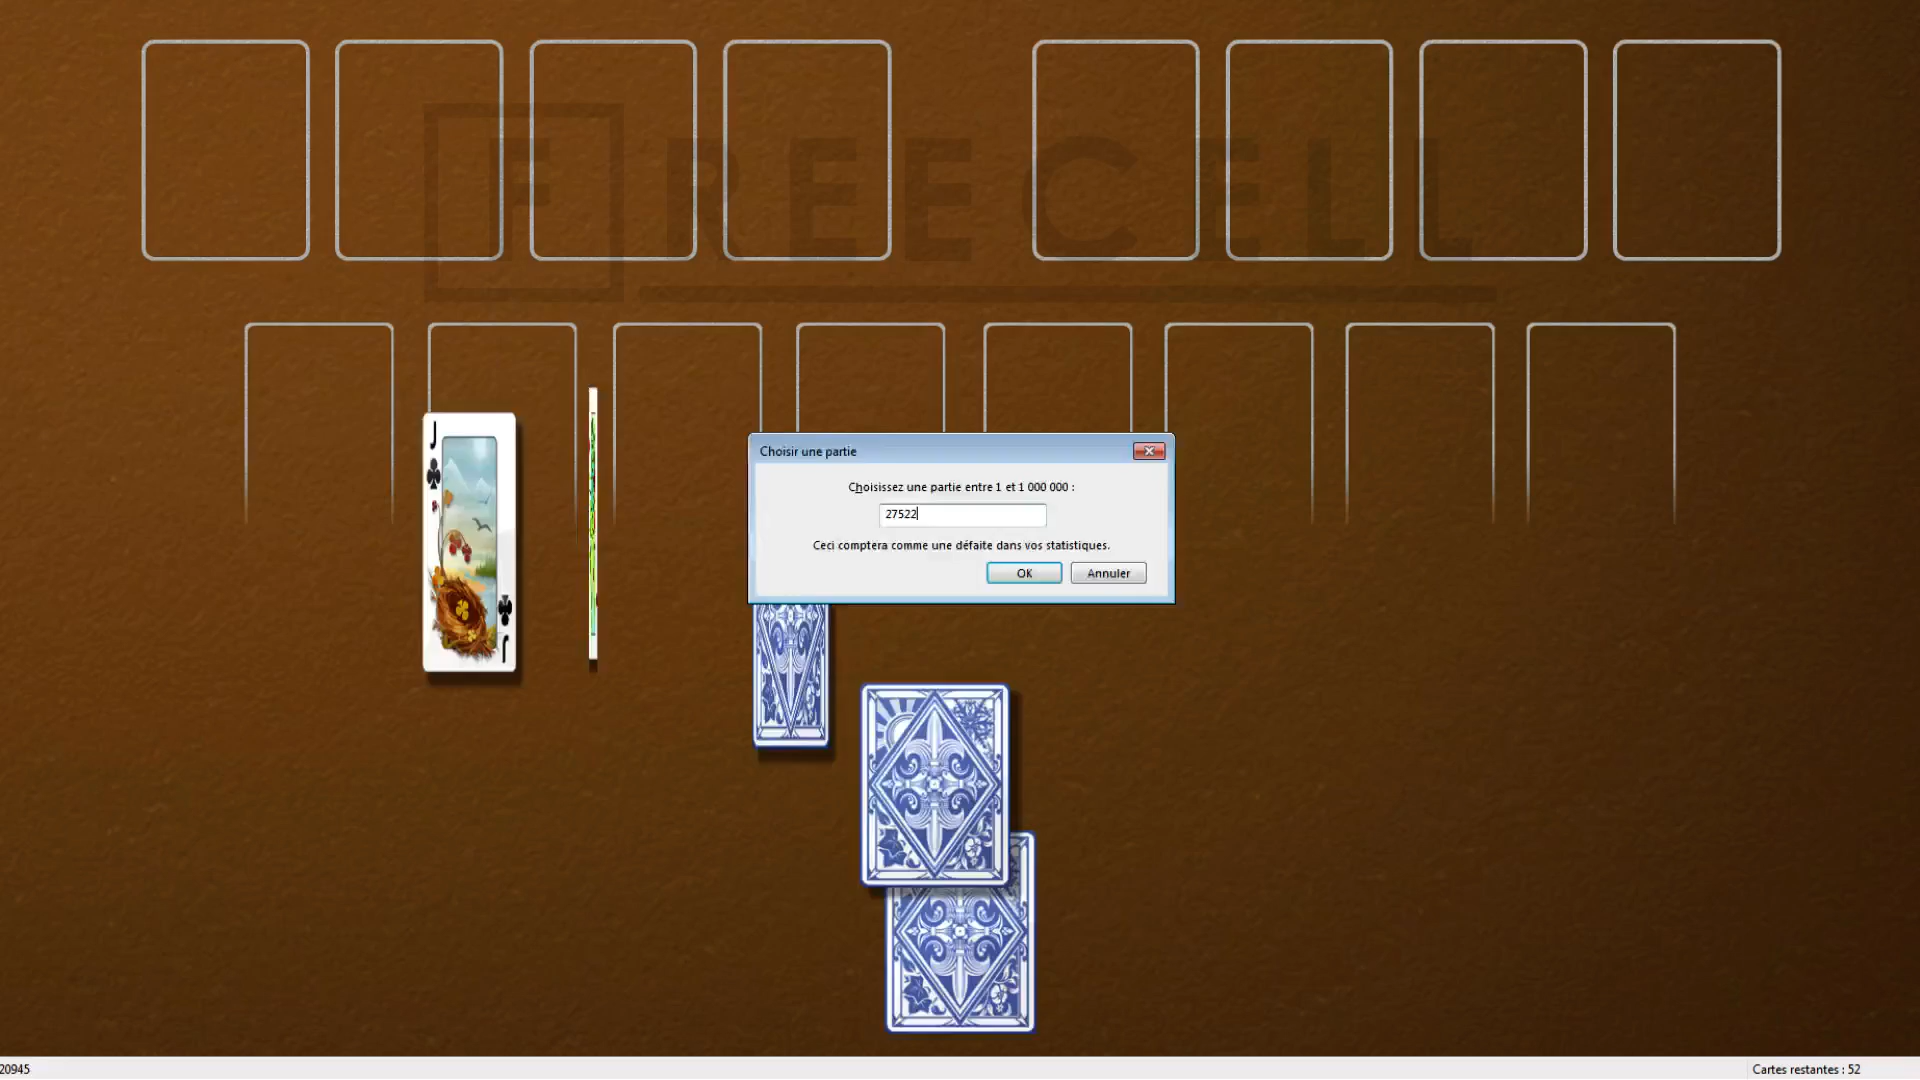 FREECELL
J
J
Choisir une partie
Choisissez une partie entre 1 et 1 000 000 :
27522
Ceci comptera comme une défaite dans vos statistiques.
OK
Annuler
20945
Cartes restantes : 52